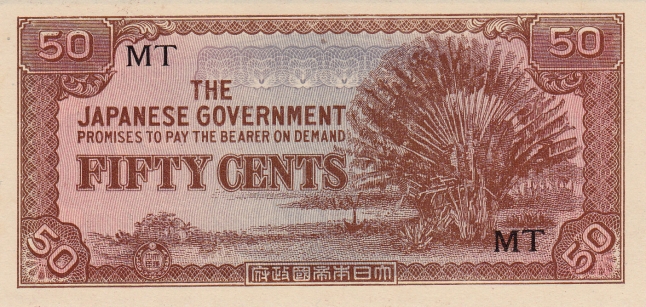 50
50
MT
THE
JAPANESE GOVERNMENT
PROMISES TO PAY THE BEARER ON DEMAND
FIFTY CENTS
MT
50
府政國帝本日大
50